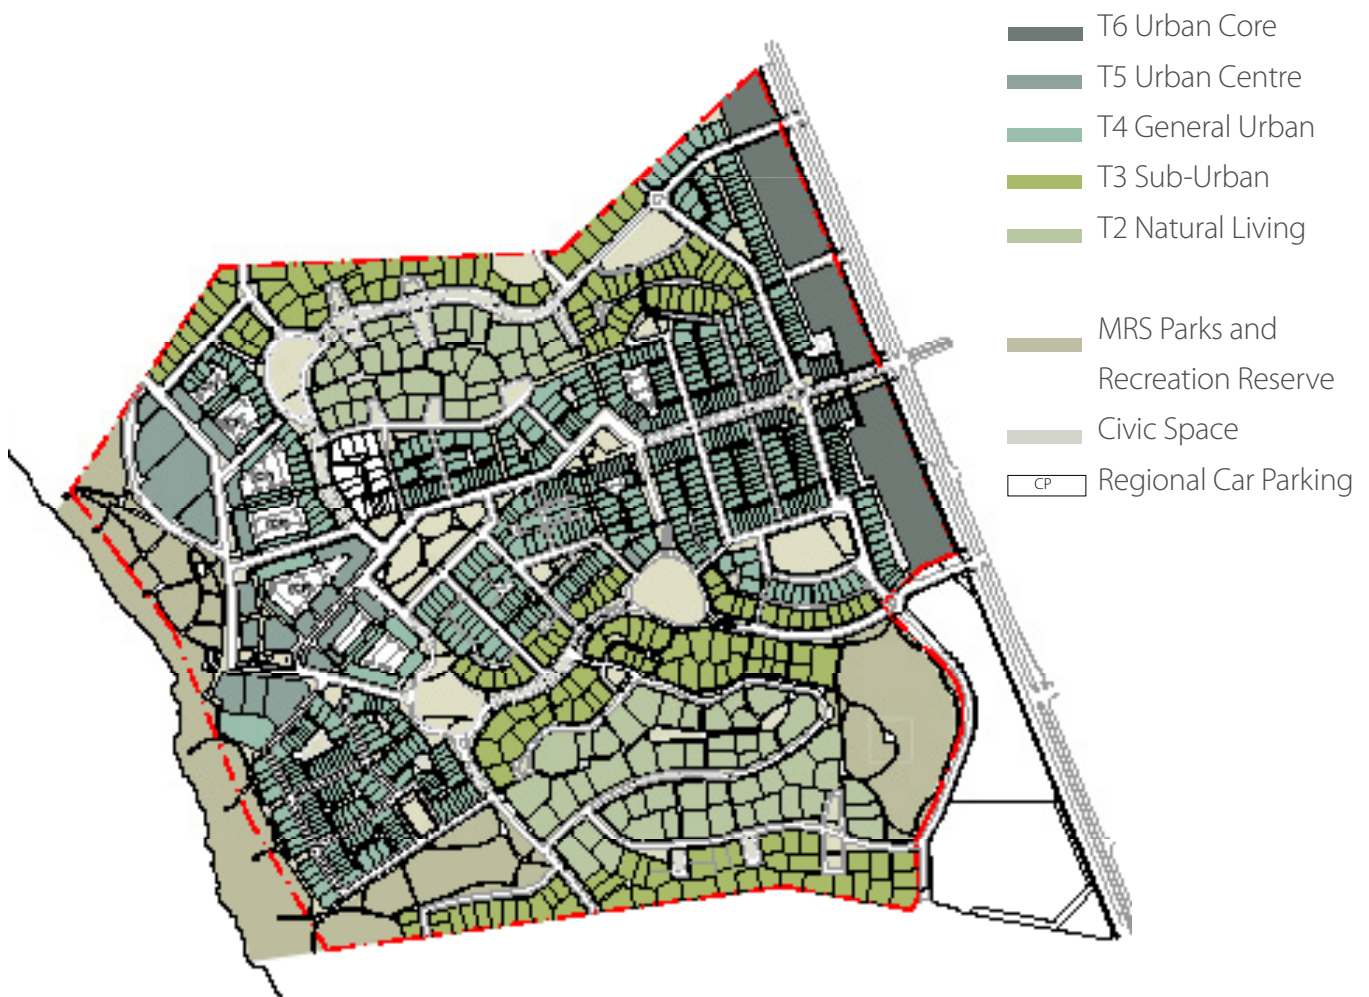 T6 Urban Core
T5 Urban Centre
T4 General Urban
T3 Sub-Urban
T2 Natural Living
MRS Parks and
Recreation Reserve
Civic Space
CP Regional Car Parking